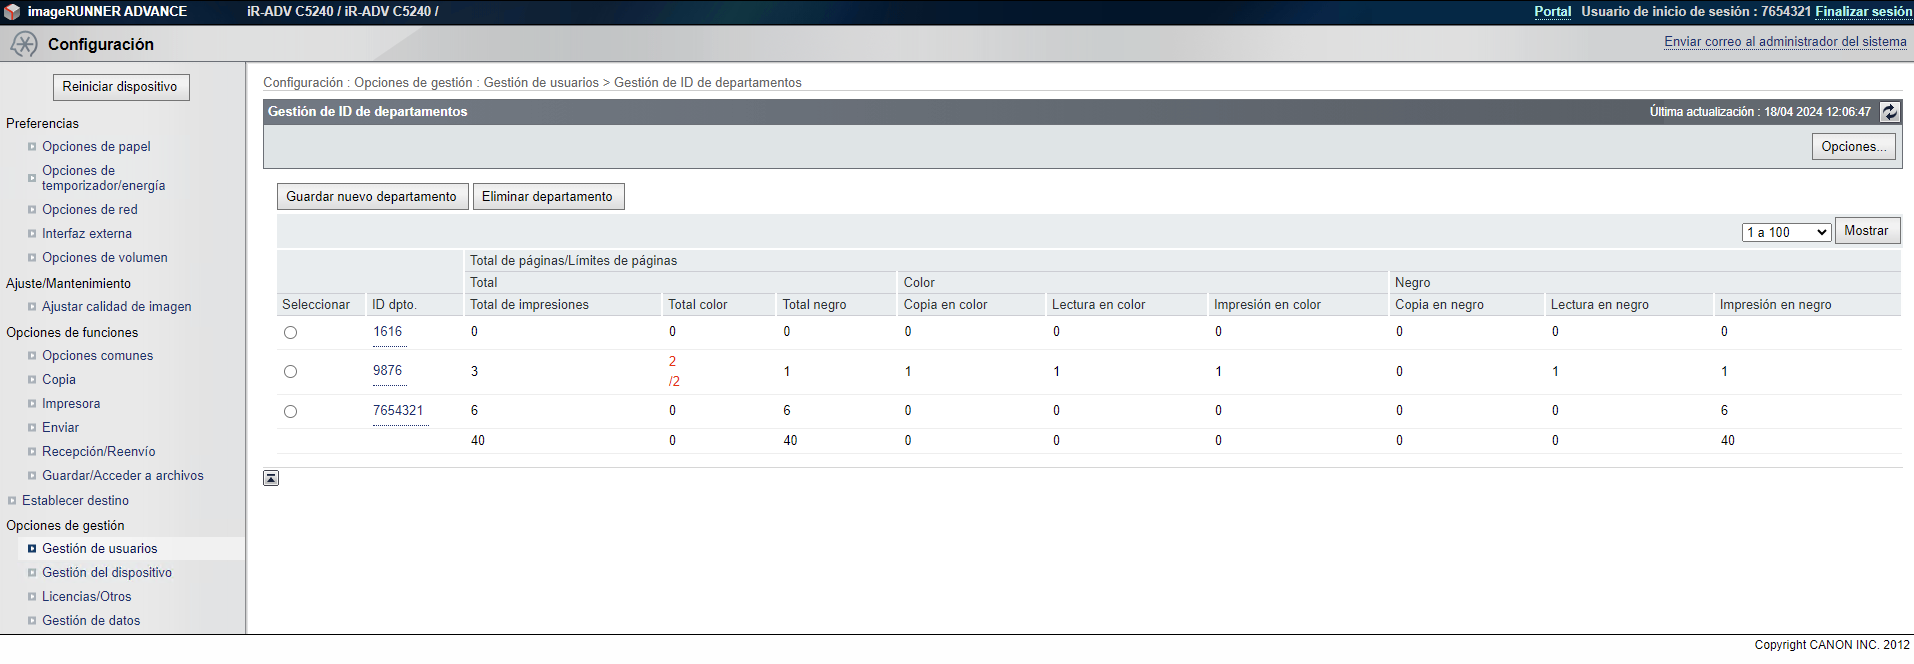 imageRUNNER ADVANCE iR-ADV C5240 / iR-ADV C5240 / Portal Usuario de inicio de sesión : 7654321 Finalizar sesión
Configuración Enviar correo al administrador del sistema
Reiniciar dispositivo
Preferencias
Opciones de papel
Opciones de
temporizador/energía
Opciones de red
Interfaz externa
Opciones de volumen
Ajuste/Mantenimiento
Ajustar calidad de imagen
Opciones de funciones
Opciones comunes
Copia
Impresora
Enviar
Recepción/Reenvío
Guardar/Acceder a archivos
Establecer destino
Opciones de gestión
Gestión de usuarios
Gestión del dispositivo
Licencias/Otros
Gestión de datos
Configuración : Opciones de gestión : Gestión de usuarios > Gestión de ID de departamentos
Gestión de ID de departamentos Última actualización : 18/04 2024 12:06:47
Opciones...
Guardar nuevo departamento Eliminar departamento
1 a 100 Mostrar
Total de páginas/Límites de páginas
Total Color Negro
Seleccionar ID dpto. Total de impresiones Total color Total negro Copia en color Lectura en color Impresión en color Copia en negro Lectura en negro Impresión en negro
1616 0 0 0 0 0 0 0 0 0
9876 3 2 /2 1 1 1 1 0 1 1
7654321 6 0 6 0 0 0 0 0 6
40 0 40 0 0 0 0 0 40
Copyright CANON INC. 2012